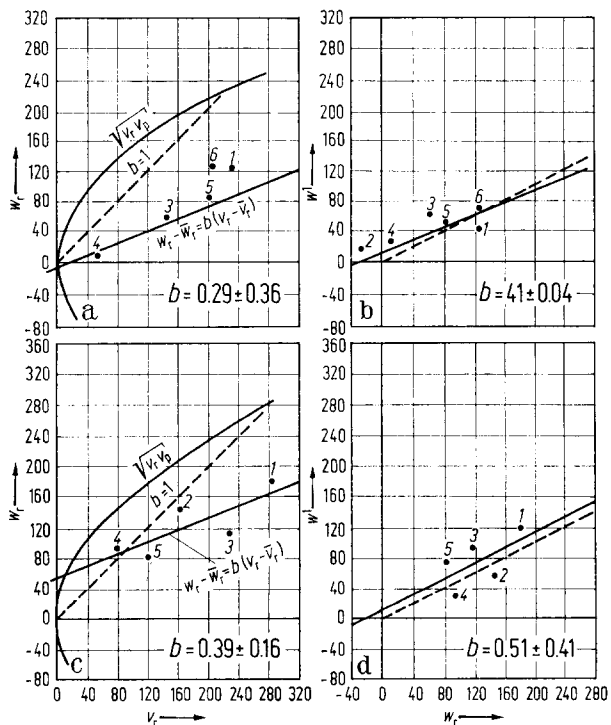 320
280
240
200
160
120
80
40
0
-40
-80
w_r
√v_r v_p
b=1
6 1
3 5
4
w_r - w̄_r = b(v_r - v̄_r)
a
b = 0.29 ± 0.36
320
280
240
200
160
120
80
40
0
-40
-80
w^1
3 6
2 4 5 1
b
b = 41 ± 0.04
360
320
280
240
200
160
120
80
40
0
-40
-80
w_r
√v_r v_p
b=1
1
2
4 3
5
w_r - w̄_r = b(v_r - v̄_r)
c
b = 0.39 ± 0.16
0 40 80 120 160 200 240 280 320
v_r
360
320
280
240
200
160
120
80
40
0
-40
-80
w^1
1
3
5 2
4
d
b = 0.51 ± 0.41
-40 0 40 80 120 160 200 240 280
w_r